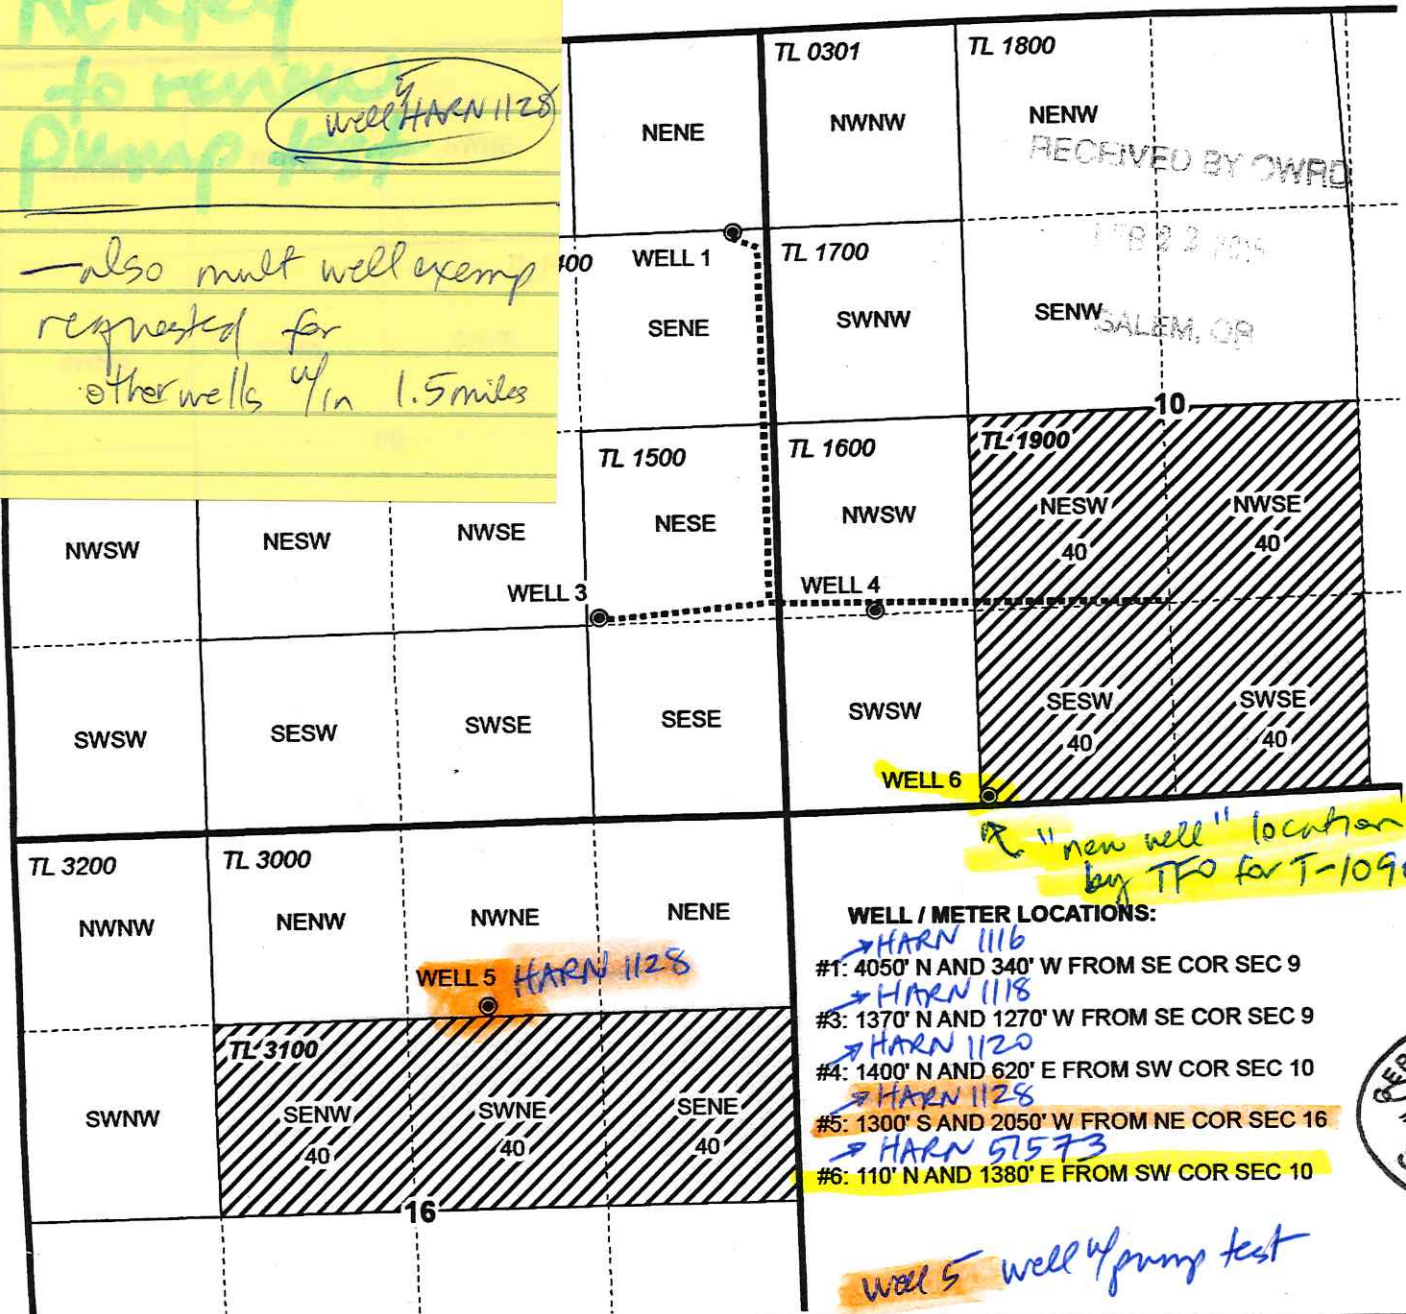 to review
pump test
well w/ HARN 1128
—also mult well exemp
requested for
other wells w/in 1.5 miles
TL 0301
TL 1800
NENE
NWNW
NENW
RECEIVED BY OWRD
SALEM, OR
400
WELL 1
TL 1700
SENE
SWNW
SENW
10
TL 1500
TL 1600
TL 1900
NWSW
NESW
NWSE
NESE
NWSW
NESW
40
NWSE
40
WELL 3
WELL 4
SWSW
SESW
SWSE
SESE
SWSW
SESW
40
SWSE
40
WELL 6
"new well" location
by TFO for T-109
TL 3200
TL 3000
NWNW
NENW
NWNE
NENE
WELL 5 HARN 1128
TL 3100
SWNW
SENW
40
SWNE
40
SENE
40
16
WELL / METER LOCATIONS:
→HARN 1116
#1: 4050' N AND 340' W FROM SE COR SEC 9
→HARN 1118
#3: 1370' N AND 1270' W FROM SE COR SEC 9
→HARN 1120
#4: 1400' N AND 620' E FROM SW COR SEC 10
→HARN 1128
#5: 1300' S AND 2050' W FROM NE COR SEC 16
→HARN 51573
#6: 110' N AND 1380' E FROM SW COR SEC 10
well 5 well w/ pump test